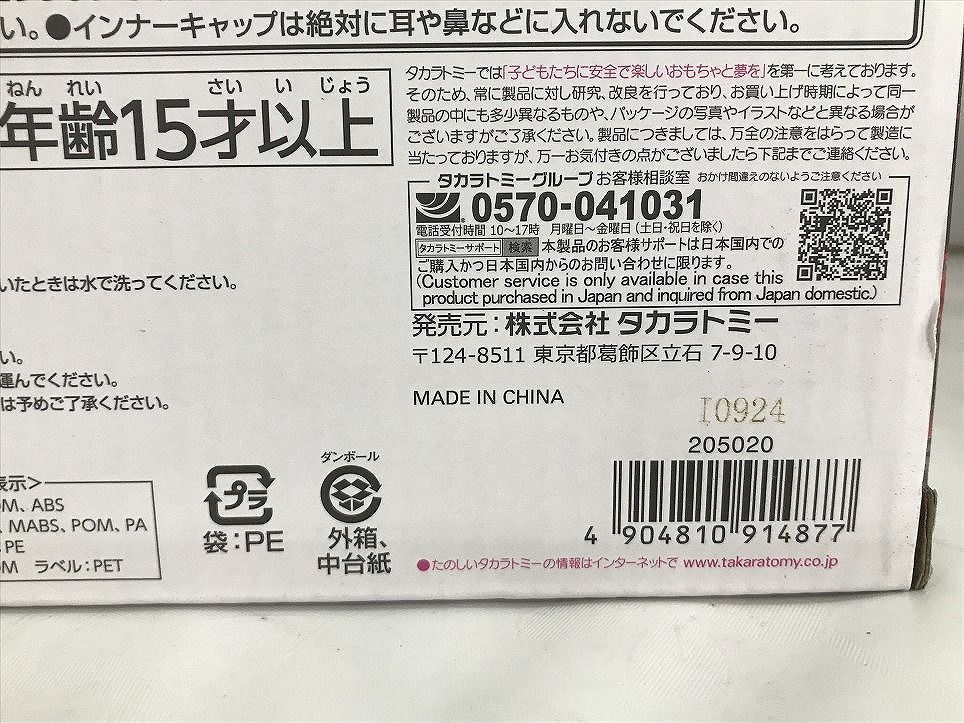 い。●インナーキャップは絶対に耳や鼻などに入れないでください。
ねん れい さい い じょう
年齢15才以上
タカラトミーでは「子どもたちに安全で楽しいおもちゃと夢を」を第一に考えております。
そのため、常に製品に対し研究、改良を行っており、お買い上げ時期によって同一
製品の中にも多少異なるものや、パッケージの写真やイラストなどと異なる場合が
ございますがご了承ください。製品につきましては、万全の注意をはらって製造に
当たっておりますが、万一お気付きの点がございましたら下記までご連絡ください。
タカラトミーグループお客様相談室 おかけ間違えのないようご注意ください
0570-041031
電話受付時間 10〜17時 月曜日〜金曜日(土日・祝日を除く)
タカラトミーサポート 検索 本製品のお客様サポートは日本国内での
ご購入かつ日本国内からのお問い合わせに限ります。
(Customer service is only available in case this
product purchased in Japan and inquired from Japan domestic.)
発売元:株式会社 タカラトミー
〒124-8511 東京都葛飾区立石 7-9-10
MADE IN CHINA
I0924
205020
4 904810 914877
●たのしいタカラトミーの情報はインターネットで www.takaratomy.co.jp
いたときは水で洗ってください。
い。
運んでください。
は予めご了承ください。
表示>
OM、ABS
、MABS、POM、PA
PE
OM ラベル:PET
プラ
袋:PE
ダンボール
外箱、
中台紙